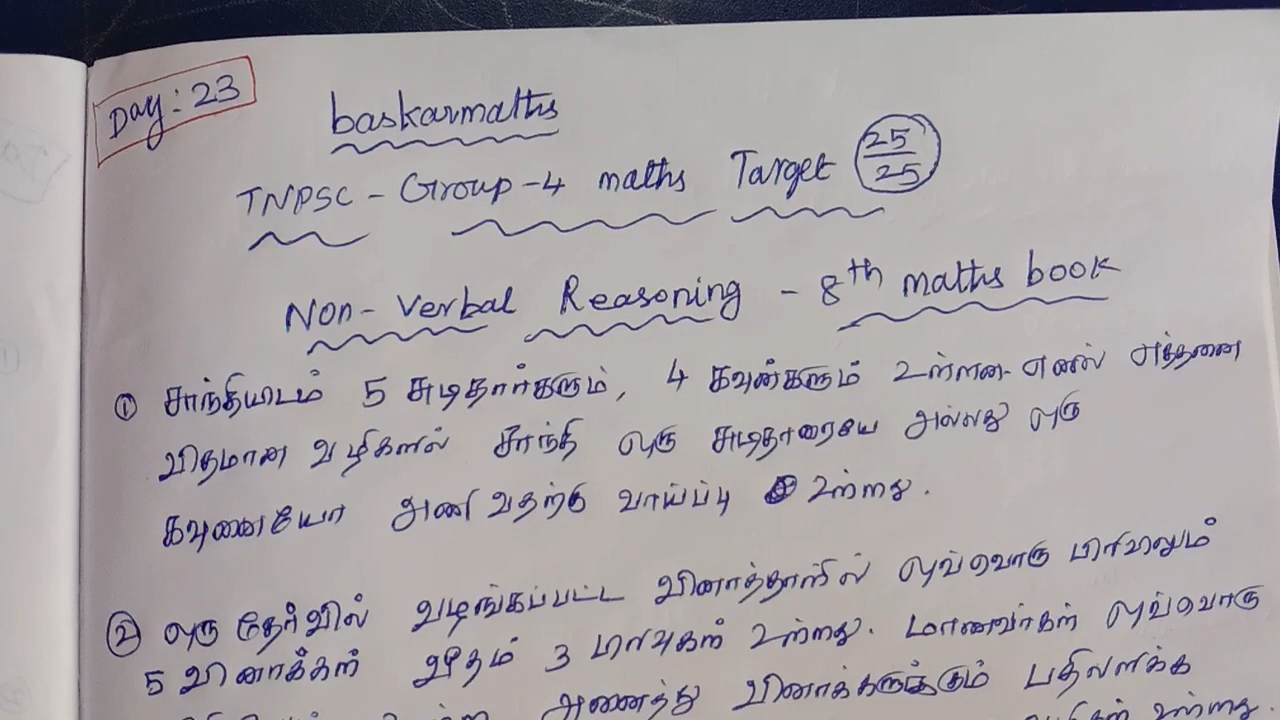 Day: 23
baskarmaths
TNPSC - Group -4 maths Target 25/25
Non- Verbal Reasoning - 8th maths book
① சாந்தியிடம் 5 சுடிதார்களும், 4 கவுன்களும் உள்ளன. எனில் எத்தனை
விதமான வழிகளில் சாந்தி ஒரு சுடிதாரையோ அல்லது ஒரு
கவுணையோ அணிவதற்கு வாய்ப்பு உள்ளது.
② ஒரு தேர்வில் வழங்கப்பட்ட வினாத்தாளில் ஒவ்வொரு பிரிவிலும்
5 வினாக்கள் வீதம் 3 பிரிவுகள் உள்ளது. மாணவர்கள் ஒவ்வொரு
அணைத்து வினாக்களுக்கும் பதிலளிக்க
உள்ளது.